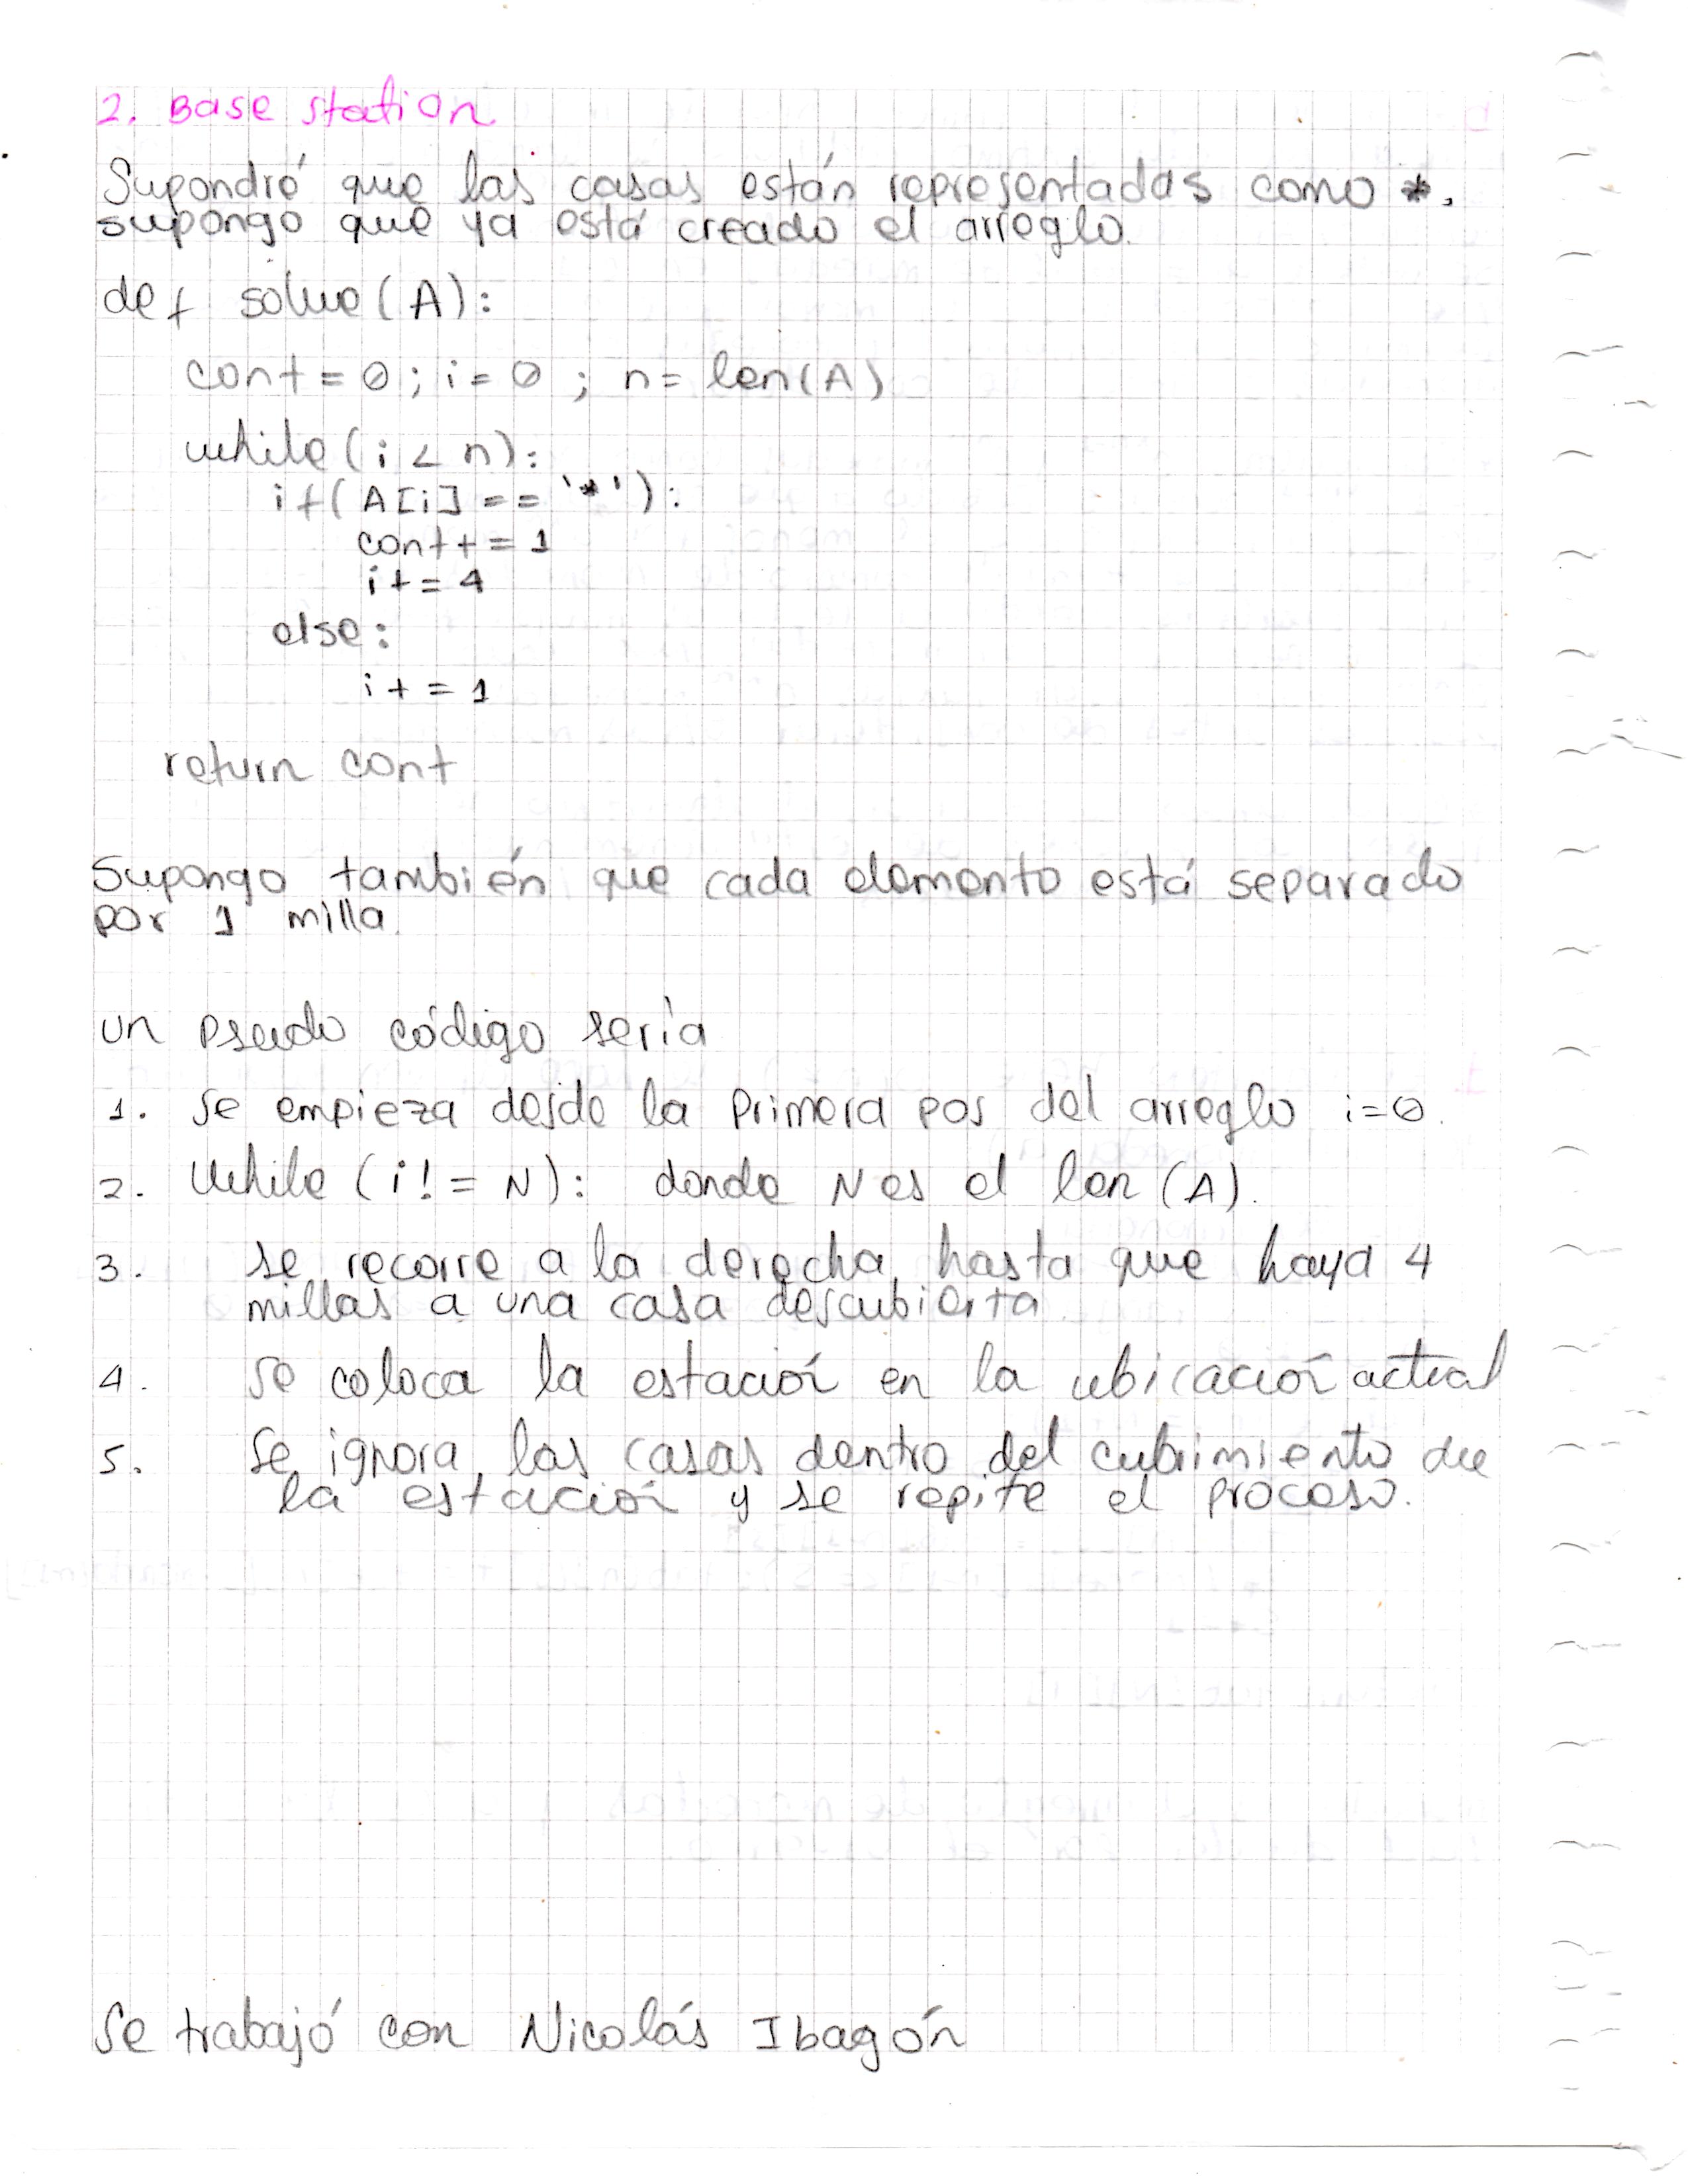 2. Base station
Supondré que las casas están representadas como *.
supongo que ya está creado el arreglo.
def solve(A):
cont = 0; i = 0 ; n = len(A)
while (i < n):
if( A[i] == '*'):
cont += 1
i += 4
else:
i += 1
return cont
Supongo también que cada elemento está separado
por 1 milla.
un pseudo código sería
1. Se empieza desde la primera pos del arreglo i=0.
2. While (i != N): donde N es el len (A).
3. se recorre a la derecha, hasta que haya 4
millas a una casa descubierta
4. se coloca la estación en la ubicación actual
5. Se ignora las casas dentro del cubrimiento de
la estación y se repite el proceso.
Se trabajó con Nicolás Ibagón